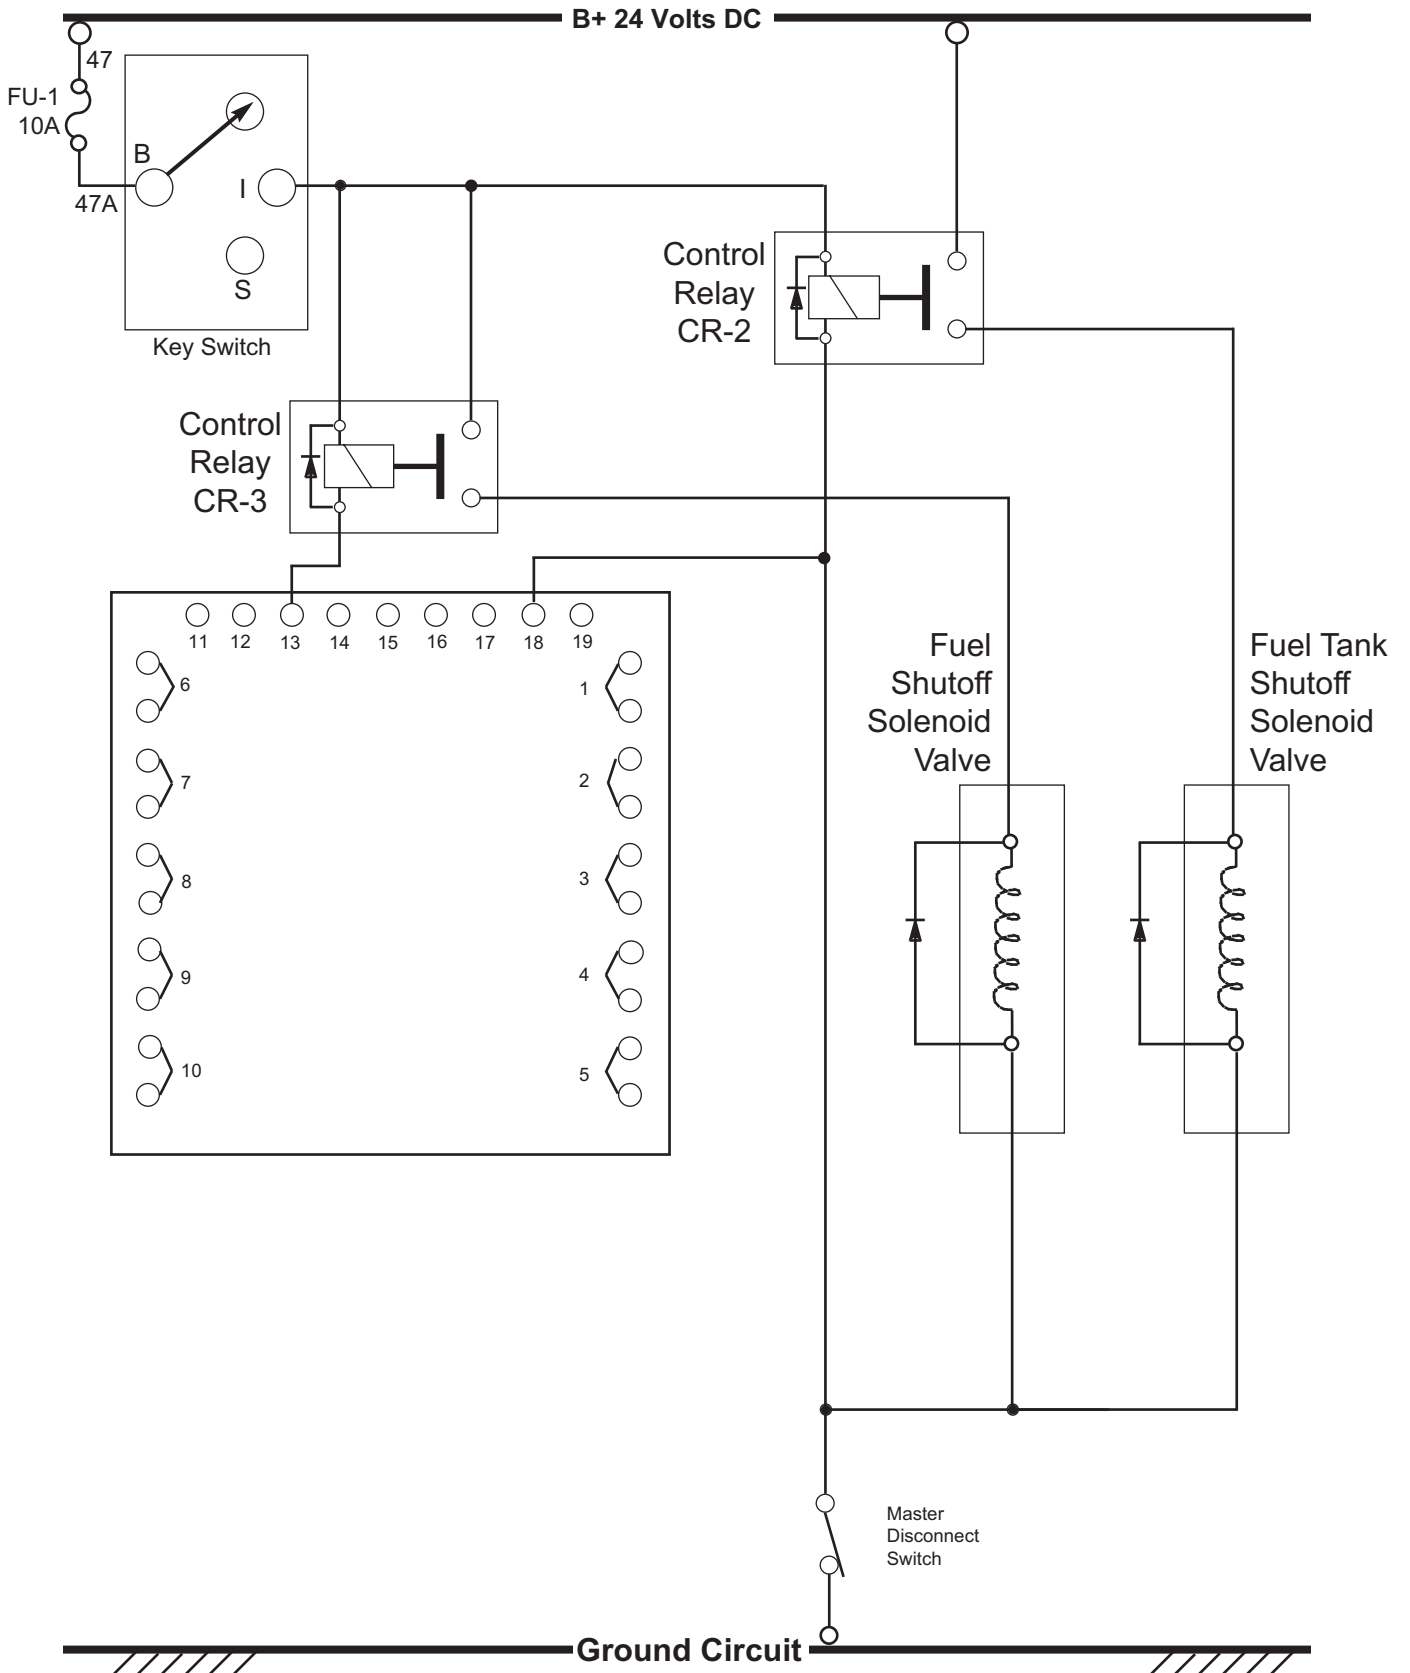 B+ 24 Volts DC
47
FU-1
10A
B
47A
I
S
Key Switch
Control
Relay
CR-2
Control
Relay
CR-3
11 12 13 14 15 16 17 18 19
6
1
7
2
8
3
9
4
10
5
Fuel
Shutoff
Solenoid
Valve
Fuel Tank
Shutoff
Solenoid
Valve
Master
Disconnect
Switch
Ground Circuit